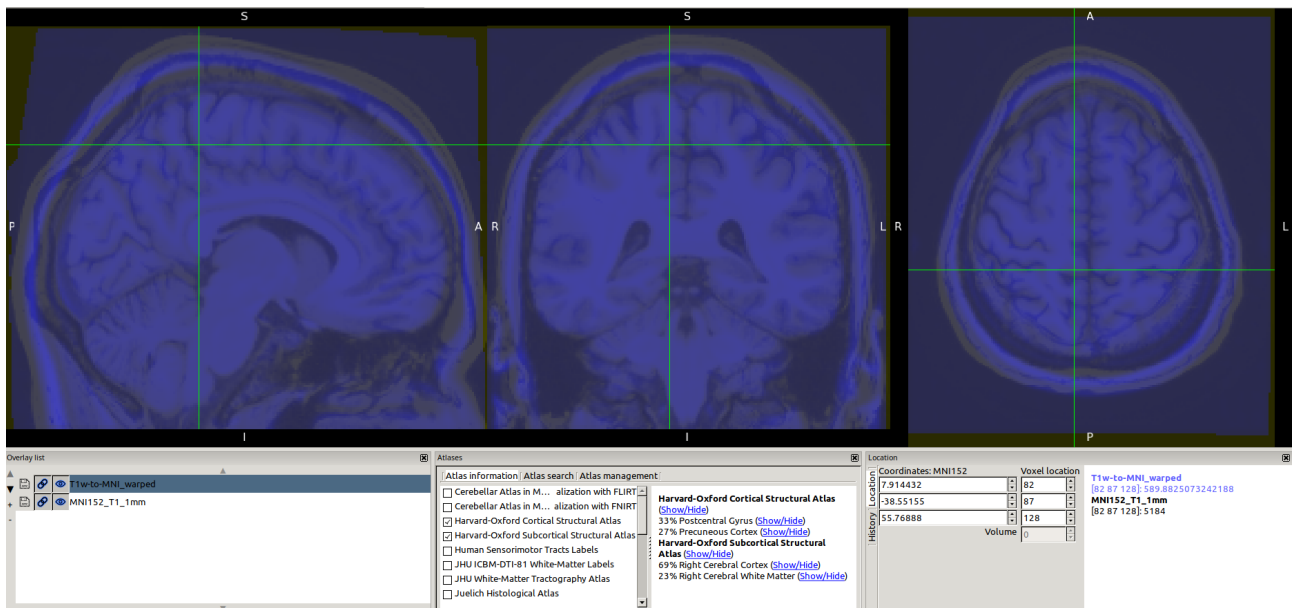 S
S
A
P
A
R
L
R
L
I
I
P
Overlay list
T1w-to-MNI_warped
MNI152_T1_1mm
Atlases
Atlas information
Atlas search
Atlas management
Cerebellar Atlas in M... alization with FLIRT
Cerebellar Atlas in M... alization with FNIRT
Harvard-Oxford Cortical Structural Atlas
Harvard-Oxford Subcortical Structural Atlas
Human Sensorimotor Tracts Labels
JHU ICBM-DTI-81 White-Matter Labels
JHU White-Matter Tractography Atlas
Juelich Histological Atlas
Harvard-Oxford Cortical Structural Atlas
(Show/Hide)
33% Postcentral Gyrus (Show/Hide)
27% Precuneous Cortex (Show/Hide)
Harvard-Oxford Subcortical Structural
Atlas (Show/Hide)
69% Right Cerebral Cortex (Show/Hide)
23% Right Cerebral White Matter (Show/Hide)
Location
Location
History
Coordinates: MNI152
Voxel location
7.914432
82
-38.55155
87
55.76888
128
Volume
0
T1w-to-MNI_warped
[82 87 128]: 589.8825073242188
MNI152_T1_1mm
[82 87 128]: 5184